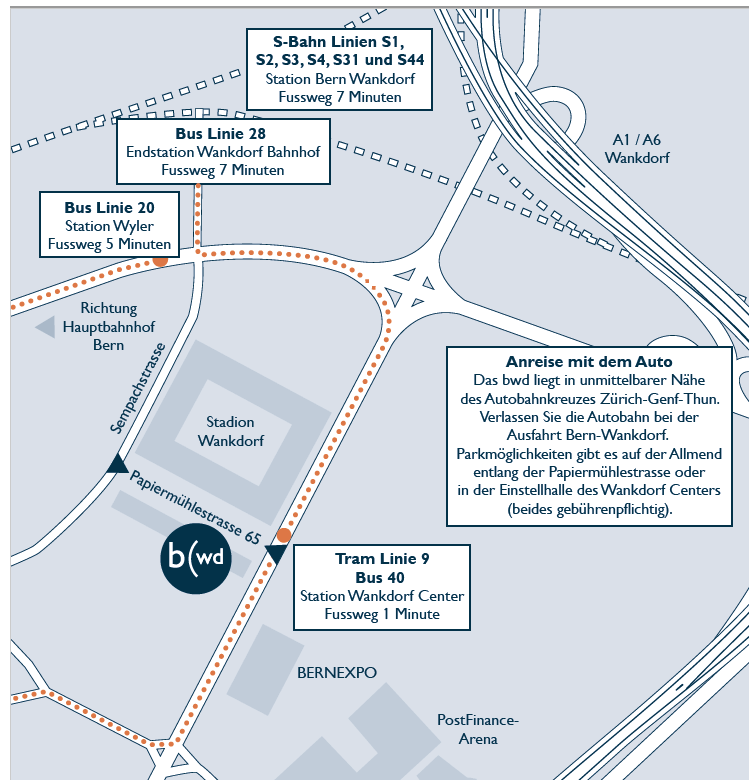 S-Bahn Linien S1,
S2, S3, S4, S31 und S44
Station Bern Wankdorf
Fussweg 7 Minuten
Bus Linie 28
Endstation Wankdorf Bahnhof
Fussweg 7 Minuten
A1 / A6
Wankdorf
Bus Linie 20
Station Wyler
Fussweg 5 Minuten
Richtung
Hauptbahnhof
Bern
Sempachstrasse
Anreise mit dem Auto
Das bwd liegt in unmittelbarer Nähe
des Autobahnkreuzes Zürich-Genf-Thun.
Verlassen Sie die Autobahn bei der
Ausfahrt Bern-Wankdorf.
Parkmöglichkeiten gibt es auf der Allmend
entlang der Papiermühlestrasse oder
in der Einstellhalle des Wankdorf Centers
(beides gebührenpflichtig).
Stadion
Wankdorf
Papiermühlestrasse 65
b(wd
Tram Linie 9
Bus 40
Station Wankdorf Center
Fussweg 1 Minute
BERNEXPO
PostFinance-
Arena